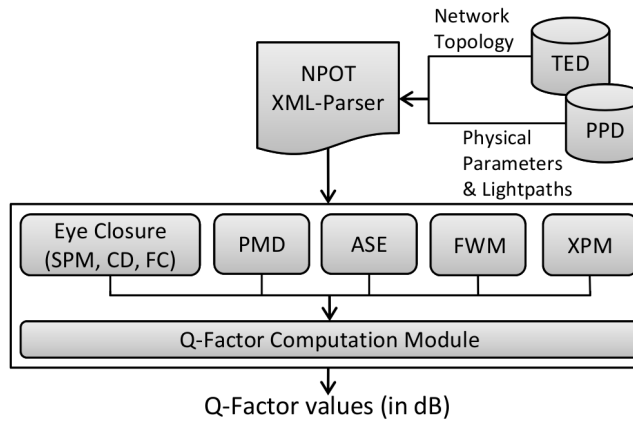 Network
Topology
TED
NPOT
XML-Parser
PPD
Physical
Parameters
& Lightpaths
Eye Closure
(SPM, CD, FC)
PMD
ASE
FWM
XPM
Q-Factor Computation Module
Q-Factor values (in dB)